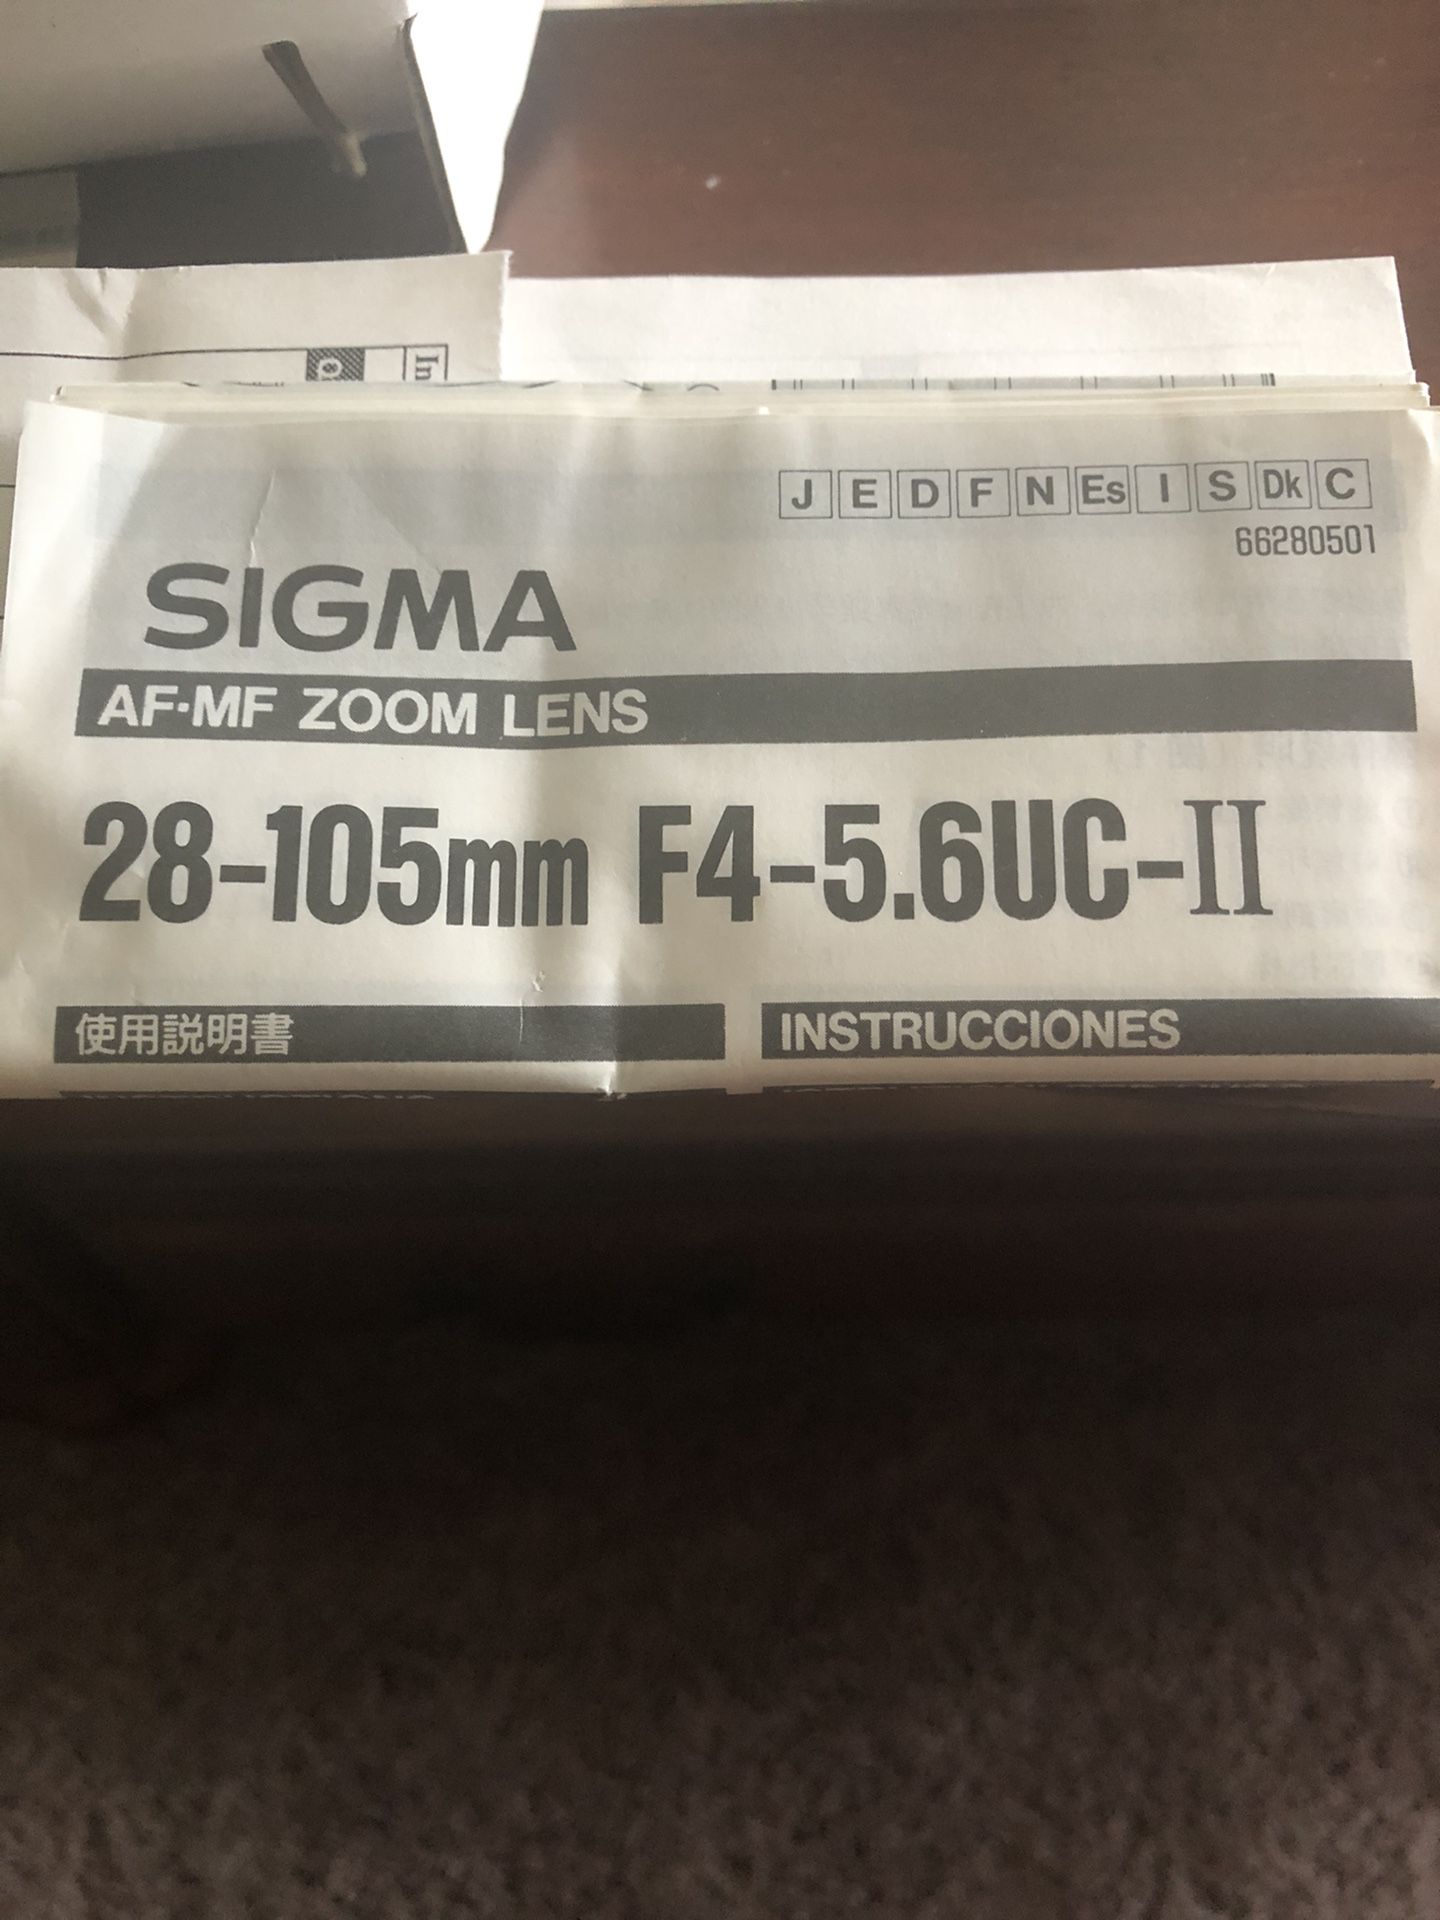 In
J E D F N Es I S Dk C
66280501
SIGMA
AF·MF ZOOM LENS
28-105mm F4-5.6UC-II
使用説明書
INSTRUCCIONES